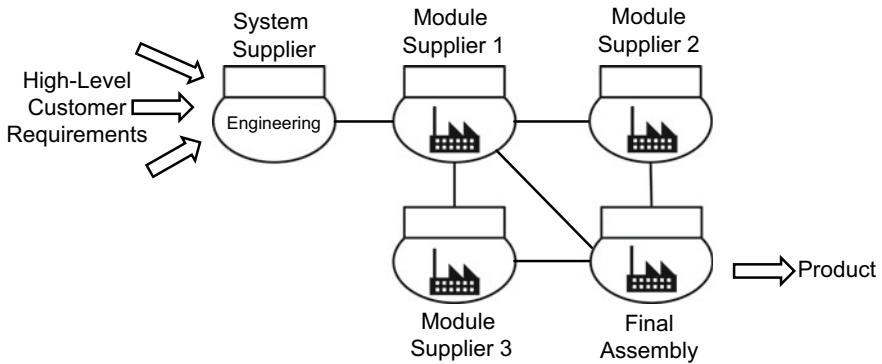 System
Supplier
Module
Supplier 1
Module
Supplier 2
High-Level
Customer
Requirements
Engineering
Product
Module
Supplier 3
Final
Assembly